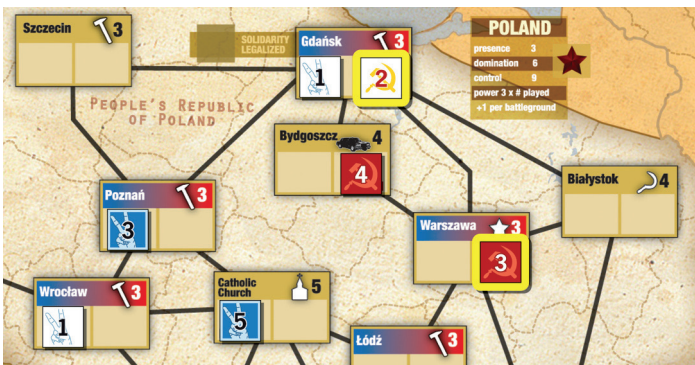 Szczecin 3
SOLIDARITY
LEGALIZED
Gdańsk 3
1 2
POLAND
presence 3
domination 6
control 9
power 3 x # played
+1 per battleground
PEOPLE'S REPUBLIC
OF POLAND
Bydgoszcz 4
4
Białystok 4
Poznań 3
3
Warszawa 3
3
Wrocław 3
1
Catholic
Church 5
5
Łódź 3